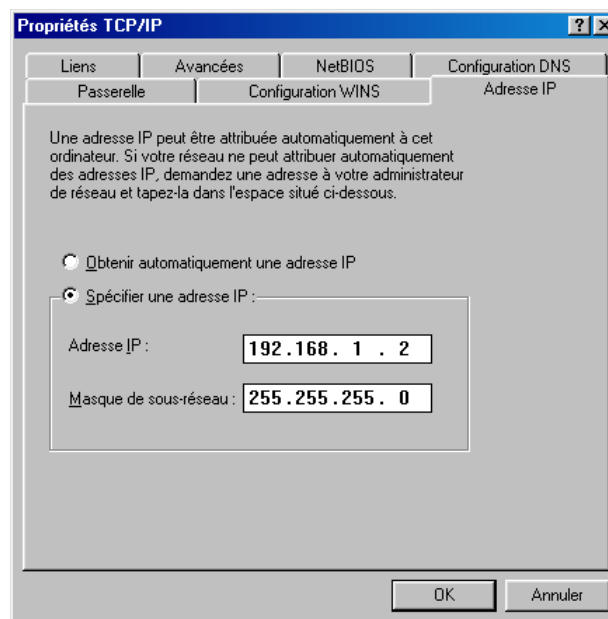 Propriétés TCP/IP
Liens Avancées NetBIOS Configuration DNS
Passerelle Configuration WINS Adresse IP
Une adresse IP peut être attribuée automatiquement à cet
ordinateur. Si votre réseau ne peut attribuer automatiquement
des adresses IP, demandez une adresse à votre administrateur
de réseau et tapez-la dans l'espace situé ci-dessous.
Obtenir automatiquement une adresse IP
Spécifier une adresse IP :
Adresse IP : 192.168. 1 . 2
Masque de sous-réseau : 255.255.255. 0
OK Annuler